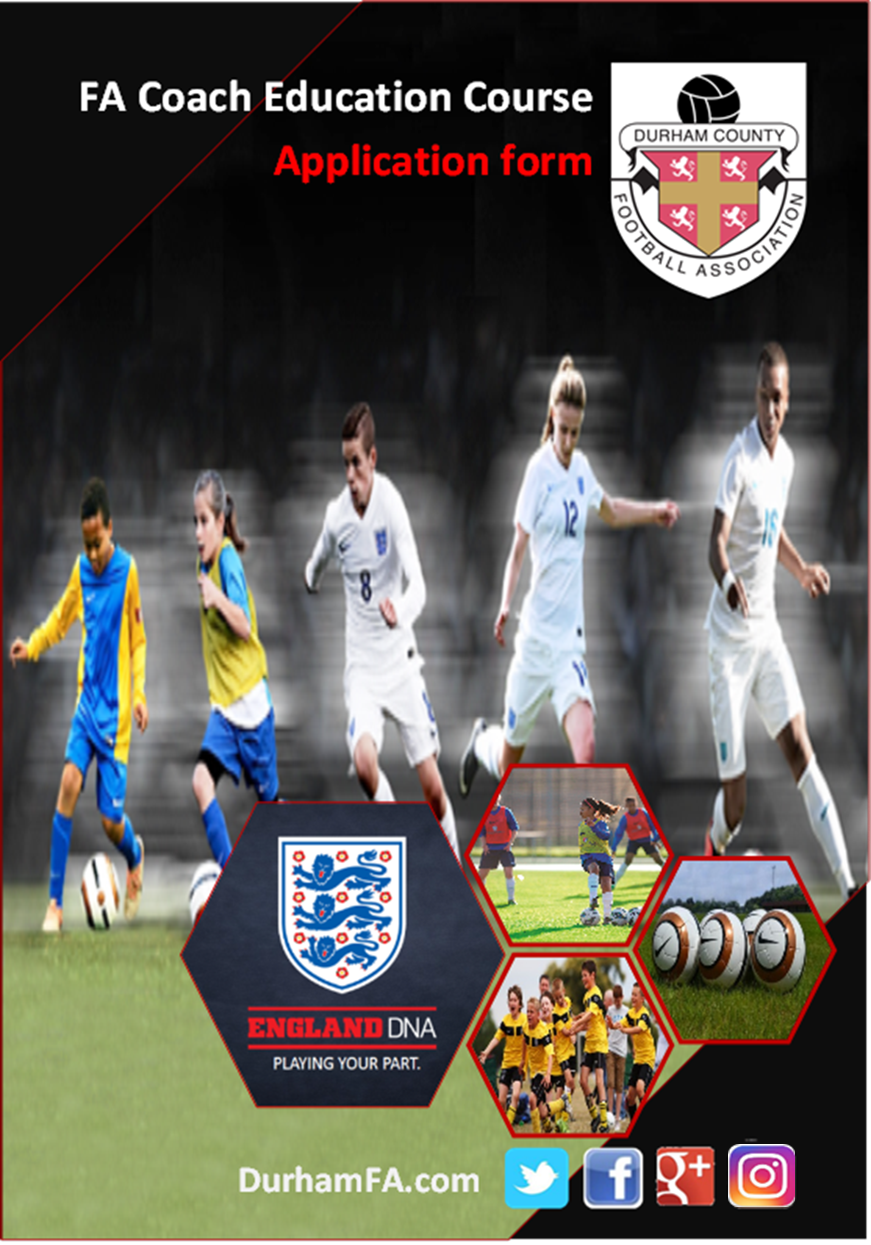 FA Coach Education Course
Application form
DURHAM COUNTY
FOOTBALL ASSOCIATION
8
12
16
ENGLAND DNA
PLAYING YOUR PART.
DurhamFA.com